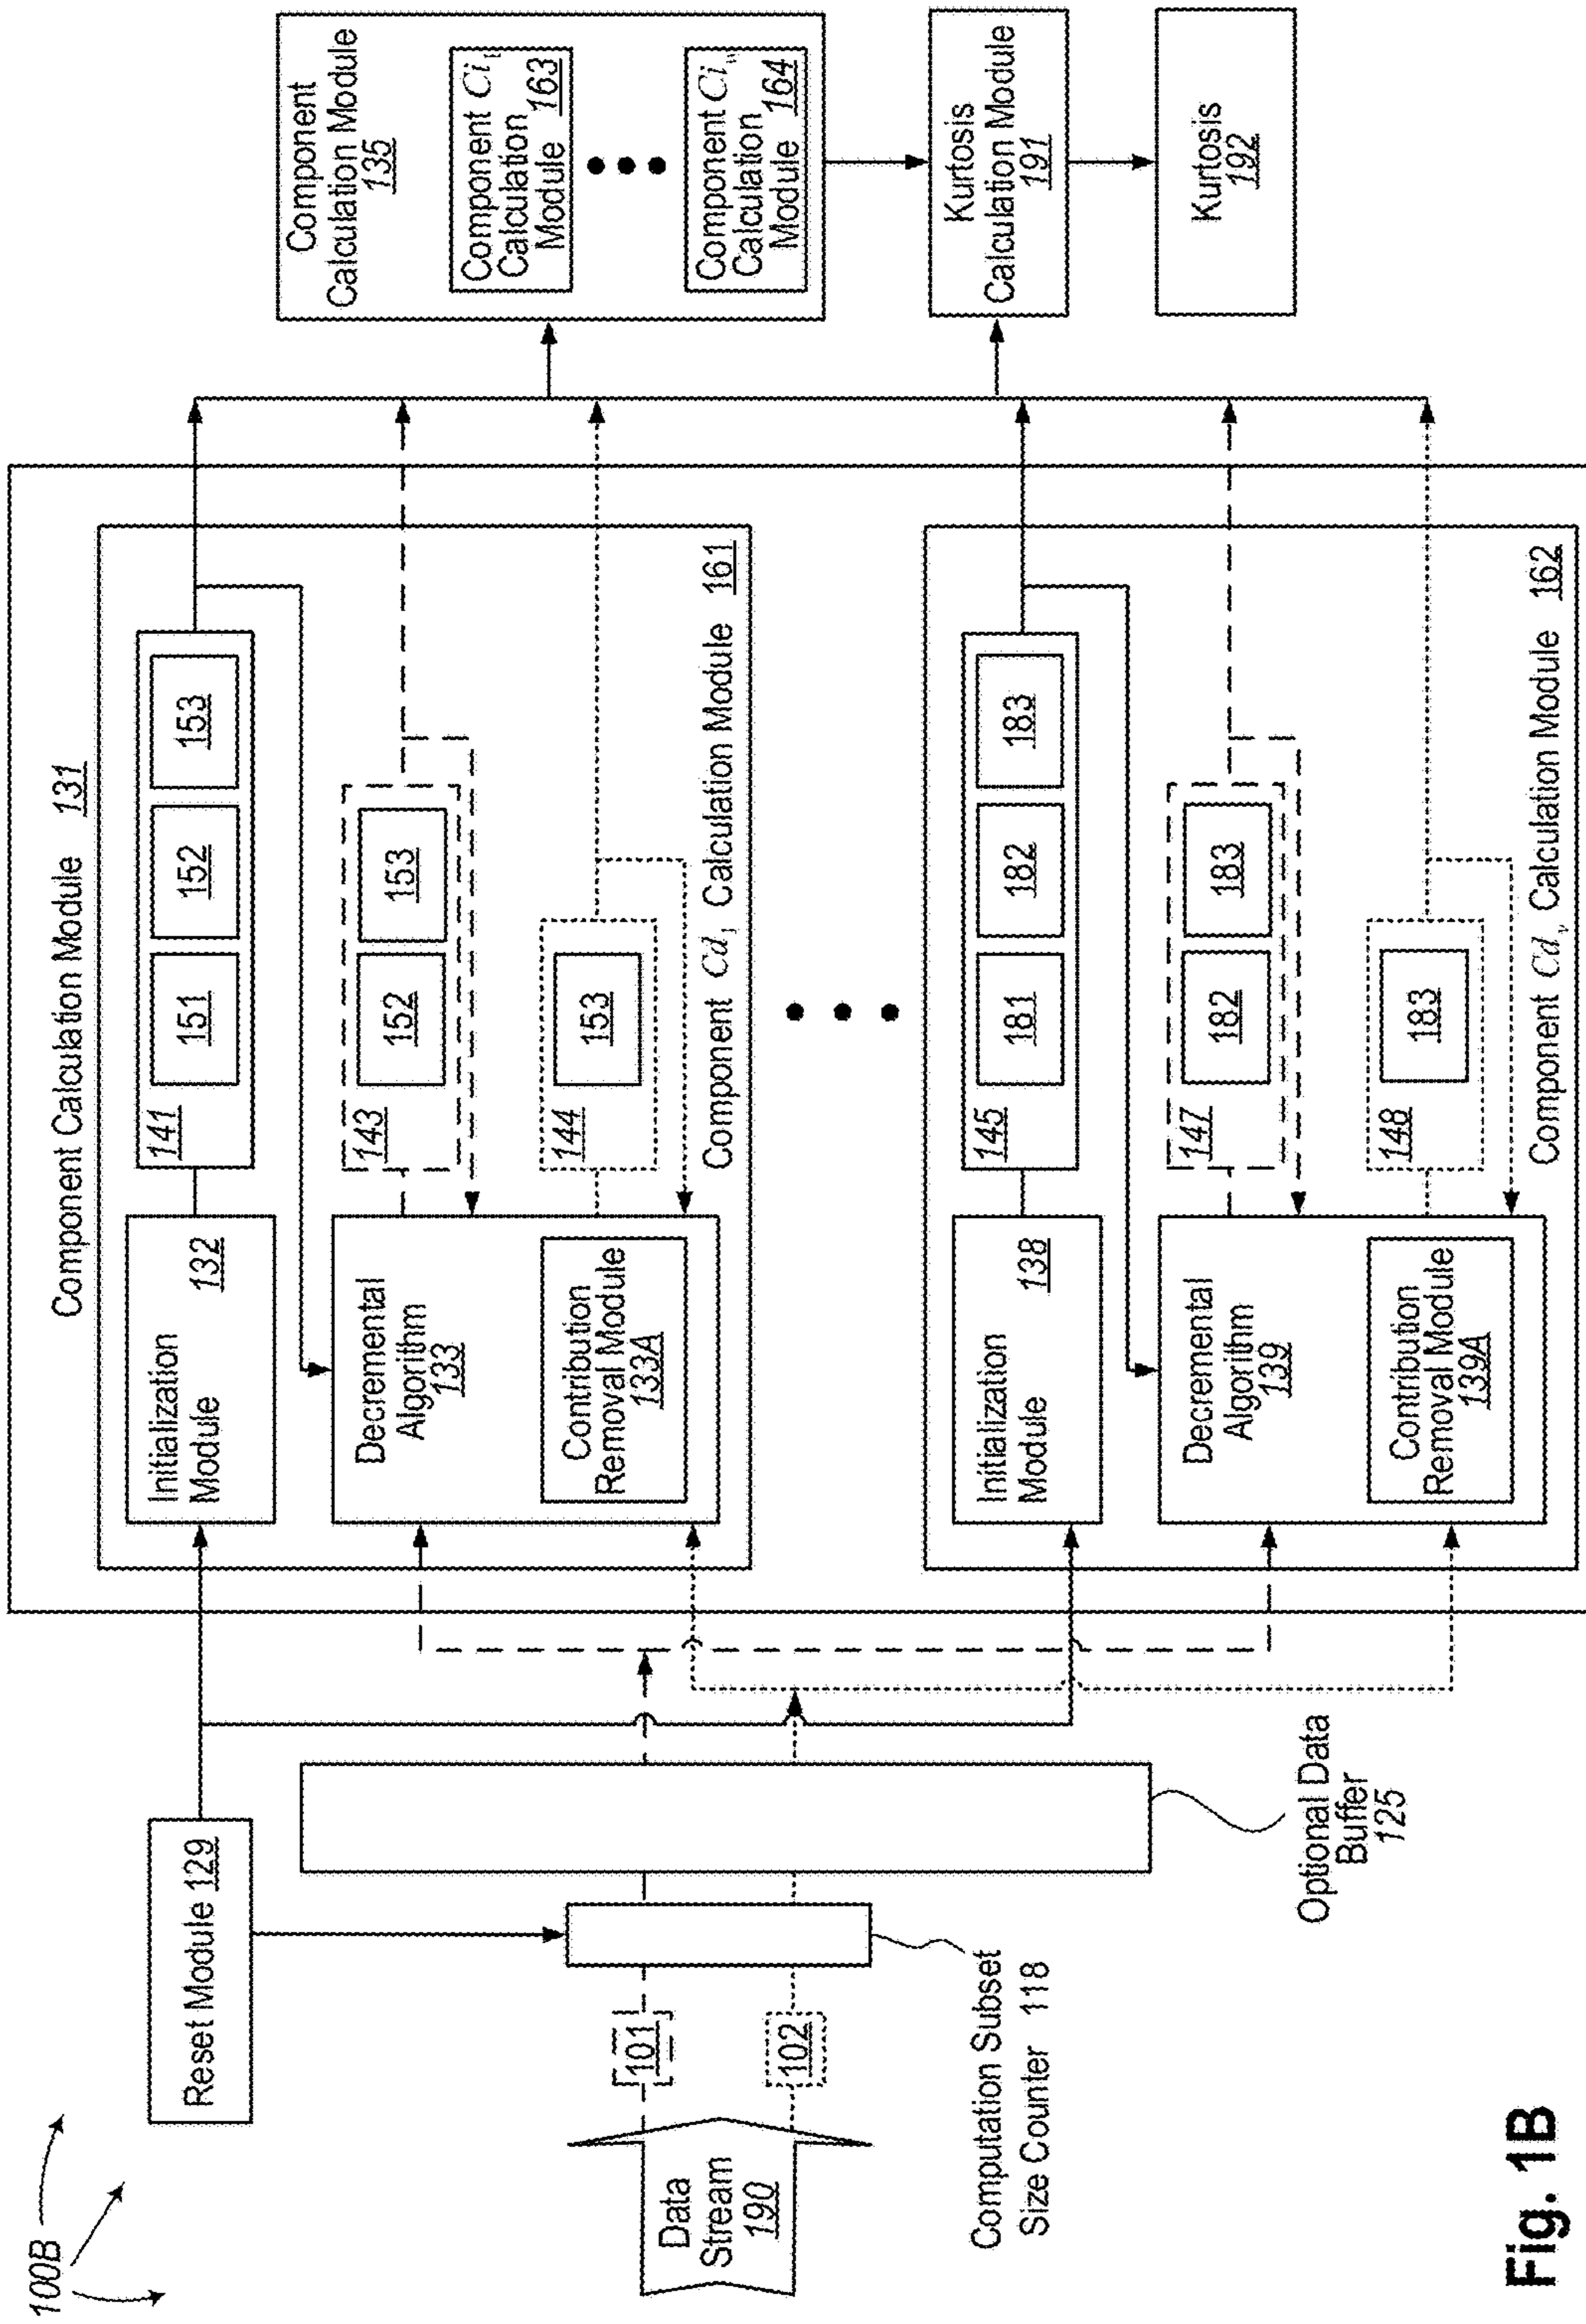 100B
Reset Module 129
Data
Stream
190
101
102
Computation Subset
Size Counter 118
Optional Data
Buffer
125
Component Calculation Module 131
Initialization
Module
132
141
151
152
153
Decremental
Algorithm
133
Contribution
Removal Module
133A
143
152
153
144
153
Component Cd₁ Calculation Module 161
Initialization
Module
138
145
181
182
183
Decremental
Algorithm
139
Contribution
Removal Module
139A
147
182
183
148
183
Component Cdᵥ Calculation Module 162
Component
Calculation Module
135
Component Ci₁
Calculation
Module 163
Component Ci
Calculation
Module 164
Kurtosis
Calculation Module
191
Kurtosis
192
Fig. 1B